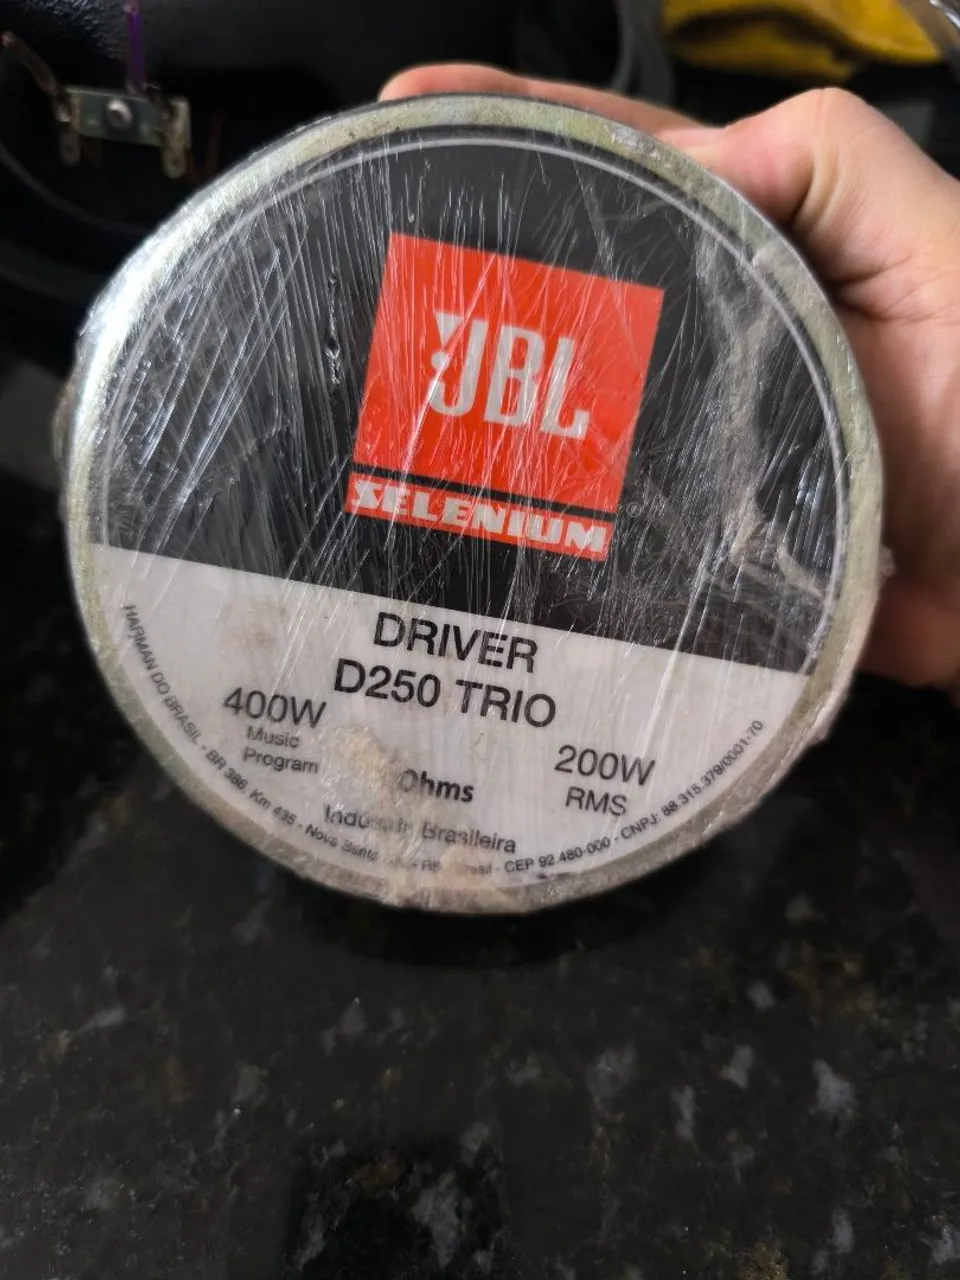 JBL
SELENIUM
DRIVER
D250 TRIO
400W
Music
Program
200W
RMS
Ohms
Brasileira
HARMAN DO BRASIL - BR 386, Km 435 - Nova - CEP 92.480-000 - CNPJ: 88.315.379/0001-70